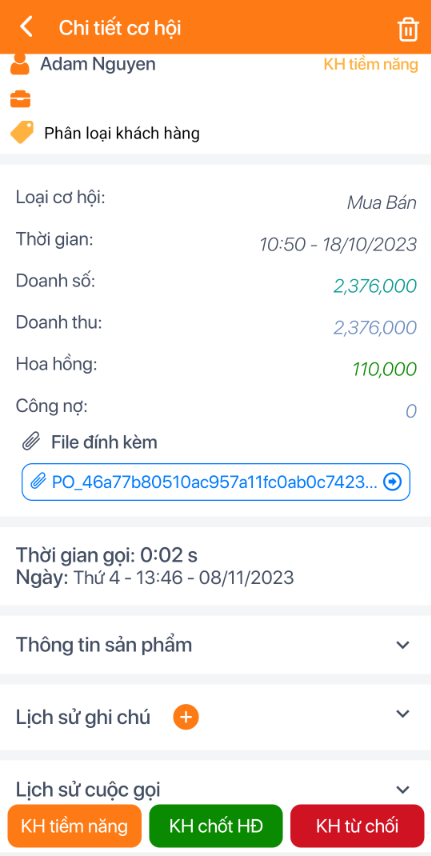 Chi tiết cơ hội
Adam Nguyen KH tiềm năng
Phân loại khách hàng
Loại cơ hội: Mua Bán
Thời gian: 10:50 - 18/10/2023
Doanh số: 2,376,000
Doanh thu: 2,376,000
Hoa hồng: 110,000
Công nợ: 0
File đính kèm
PO_46a77b80510ac957a11fc0ab0c7423...
Thời gian gọi: 0:02 s
Ngày: Thứ 4 - 13:46 - 08/11/2023
Thông tin sản phẩm
Lịch sử ghi chú
Lịch sử cuộc gọi
KH tiềm năng KH chốt HĐ KH từ chối